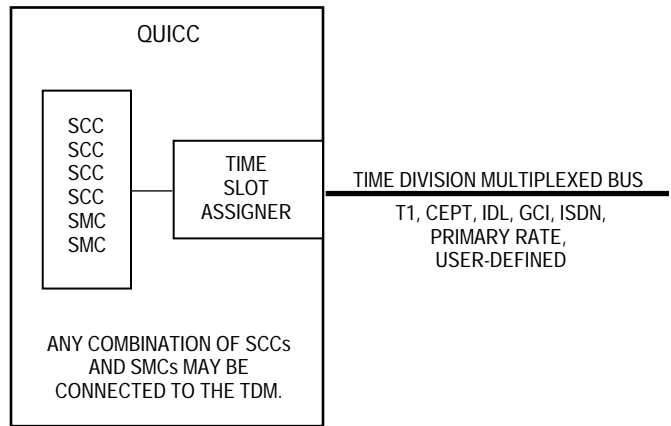 QUICC
SCC
SCC
SCC
SCC
SMC
SMC
TIME
SLOT
ASSIGNER
TIME DIVISION MULTIPLEXED BUS
T1, CEPT, IDL, GCI, ISDN,
PRIMARY RATE,
USER-DEFINED
ANY COMBINATION OF SCCs
AND SMCs MAY BE
CONNECTED TO THE TDM.